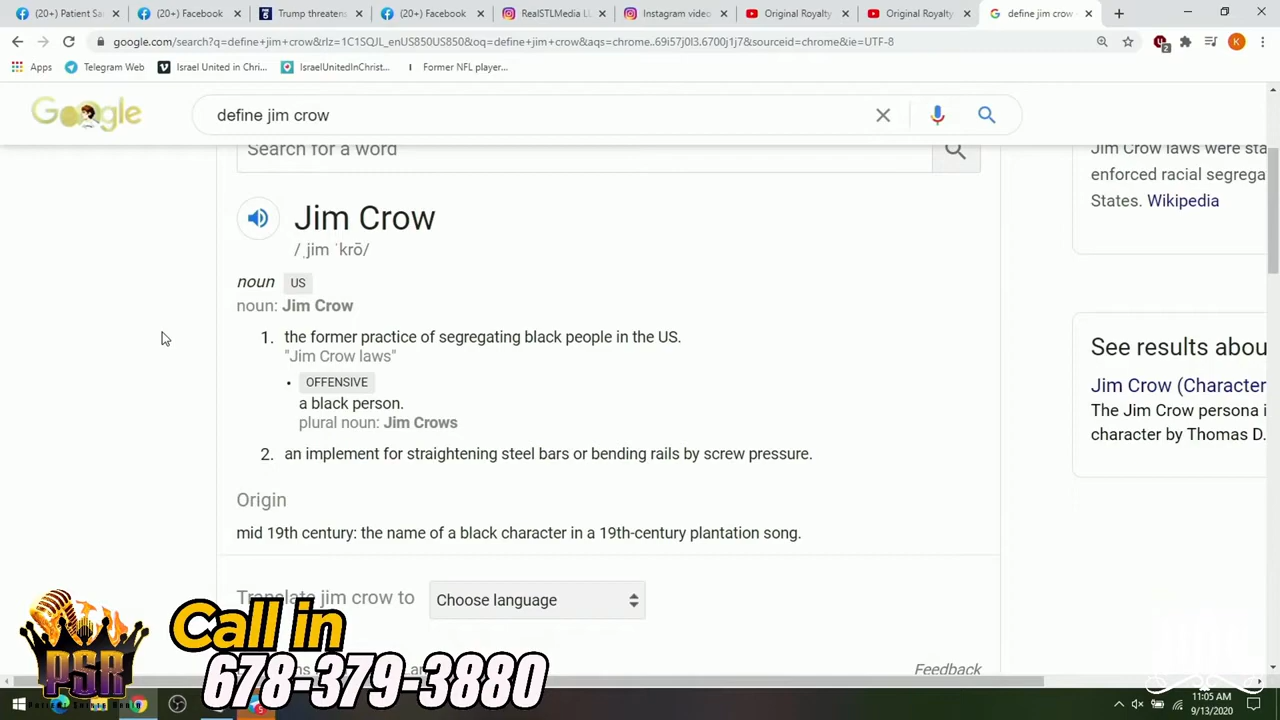 (20+) Patient Sa
(20+) Facebook
Trump threatens
(20+) Facebook
RealSTLMedia LL
Instagram video
Original Royalty
Original Royalty
define jim crow
google.com/search?q=define+jim+crow&rlz=1C1SQJL_enUS850US850&oq=define+jim+crow&aqs=chrome..69i57j0l3.6700j1j7&sourceid=chrome&ie=UTF-8
Apps
Telegram Web
Israel United in Chri...
IsraelUnitedInChrist...
Former NFL player...
Google
define jim crow
Search for a word
Jim Crow
/ˌjim ˈkrō/
noun US
noun: Jim Crow
1. the former practice of segregating black people in the US.
"Jim Crow laws"
• OFFENSIVE
a black person.
plural noun: Jim Crows
2. an implement for straightening steel bars or bending rails by screw pressure.
Origin
mid 19th century: the name of a black character in a 19th-century plantation song.
Translate jim crow to
Choose language
Feedback
Jim Crow laws were sta
enforced racial segrega
States. Wikipedia
See results abou
Jim Crow (Character
The Jim Crow persona i
character by Thomas D.
Call in
678-379-3880
PSR
11:05 AM
9/13/2020